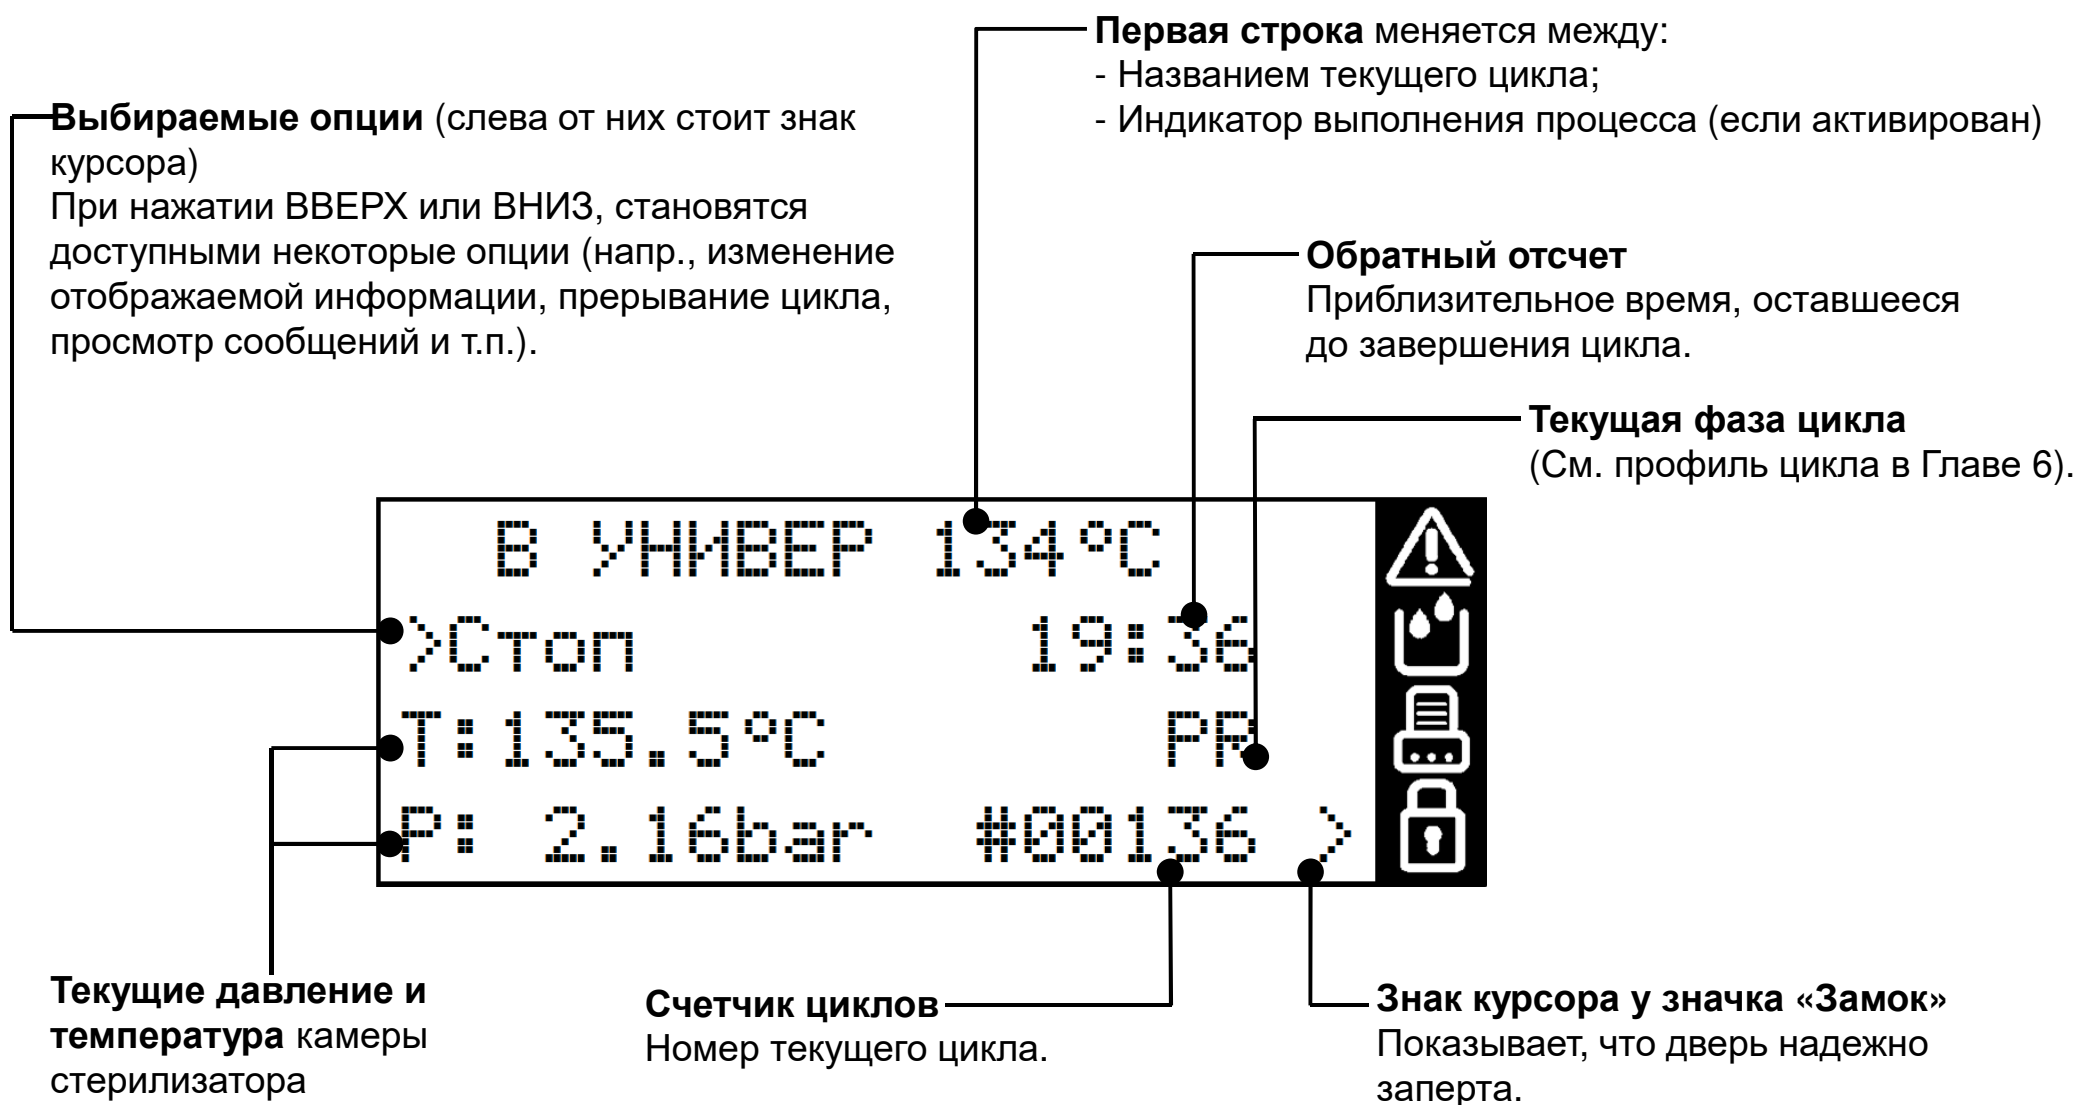 Первая строка меняется между:
- Названием текущего цикла;
- Индикатор выполнения процесса (если активирован)
Выбираемые опции (слева от них стоит знак
курсора)
При нажатии ВВЕРХ или ВНИЗ, становятся
доступными некоторые опции (напр., изменение
отображаемой информации, прерывание цикла,
просмотр сообщений и т.п.).
Обратный отсчет
Приблизительное время, оставшееся
до завершения цикла.
Текущая фаза цикла
(См. профиль цикла в Главе 6).
В УНИВЕР 134°C
>Стоп 19:36
T:135.5°C PR
P: 2.16bar #00136 >
Текущие давление и
температура камеры
стерилизатора
Счетчик циклов
Номер текущего цикла.
Знак курсора у значка «Замок»
Показывает, что дверь надежно
заперта.